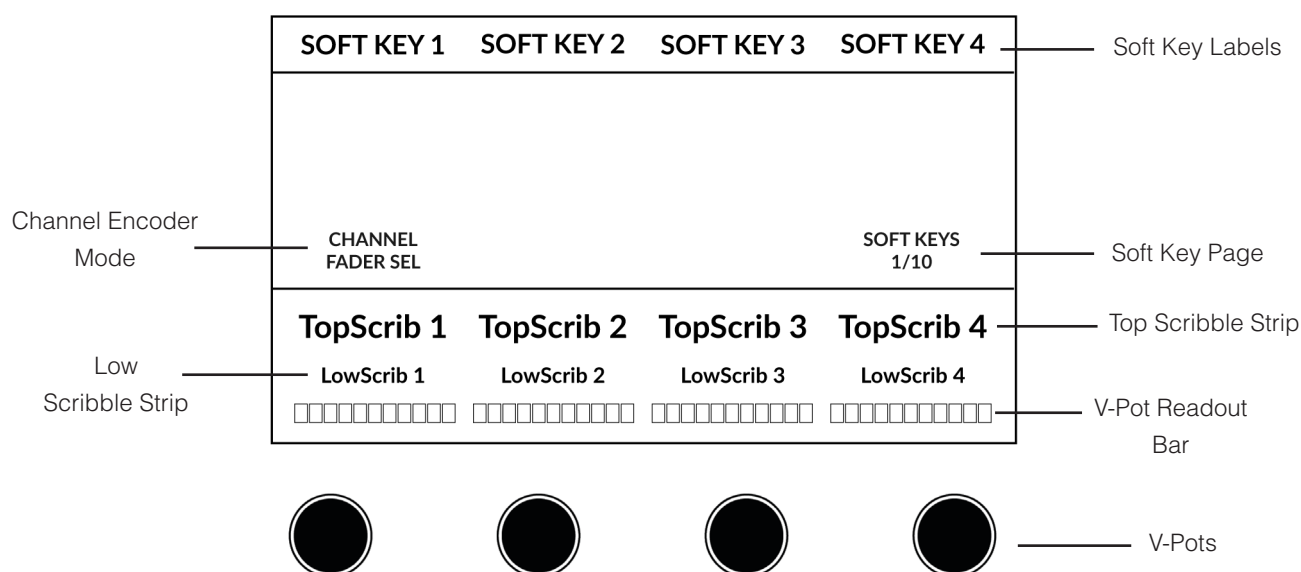 SOFT KEY 1 SOFT KEY 2 SOFT KEY 3 SOFT KEY 4
Soft Key Labels
Channel Encoder
Mode
CHANNEL
FADER SEL
SOFT KEYS
1/10
Soft Key Page
TopScrib 1 TopScrib 2 TopScrib 3 TopScrib 4
Top Scribble Strip
Low
Scribble Strip
LowScrib 1 LowScrib 2 LowScrib 3 LowScrib 4
V-Pot Readout
Bar
V-Pots